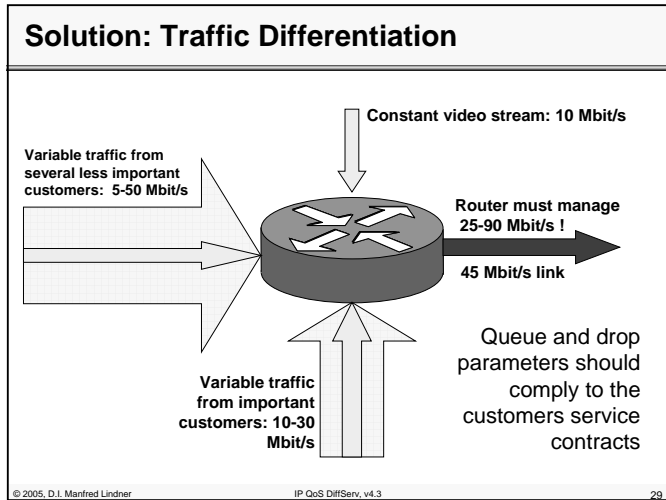 Solution: Traffic Differentiation
Constant video stream: 10 Mbit/s
Variable traffic from
several less important
customers: 5-50 Mbit/s
Router must manage
25-90 Mbit/s !
45 Mbit/s link
Variable traffic
from important
customers: 10-30
Mbit/s
Queue and drop
parameters should
comply to the
customers service
contracts
© 2005, D.I. Manfred Lindner
IP QoS DiffServ, v4.3
29